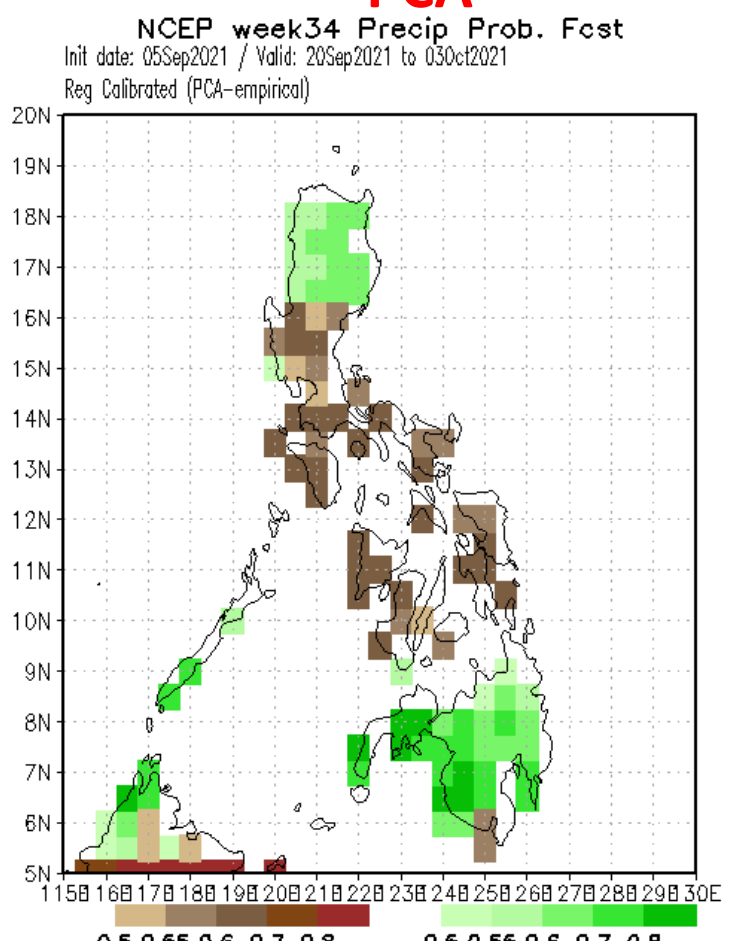 PCA
NCEP week34 Precip Prob. Fcst
Init date: 05Sep2021 / Valid: 20Sep2021 to 03Oct2021
Reg Calibrated (PCA-empirical)
20N
19N
18N
17N
16N
15N
14N
13N
12N
11N
10N
9N
8N
7N
6N
5N
115E 116E 117E 118E 119E 120E 121E 122E 123E 124E 125E 126E 127E 128E 129E 130E